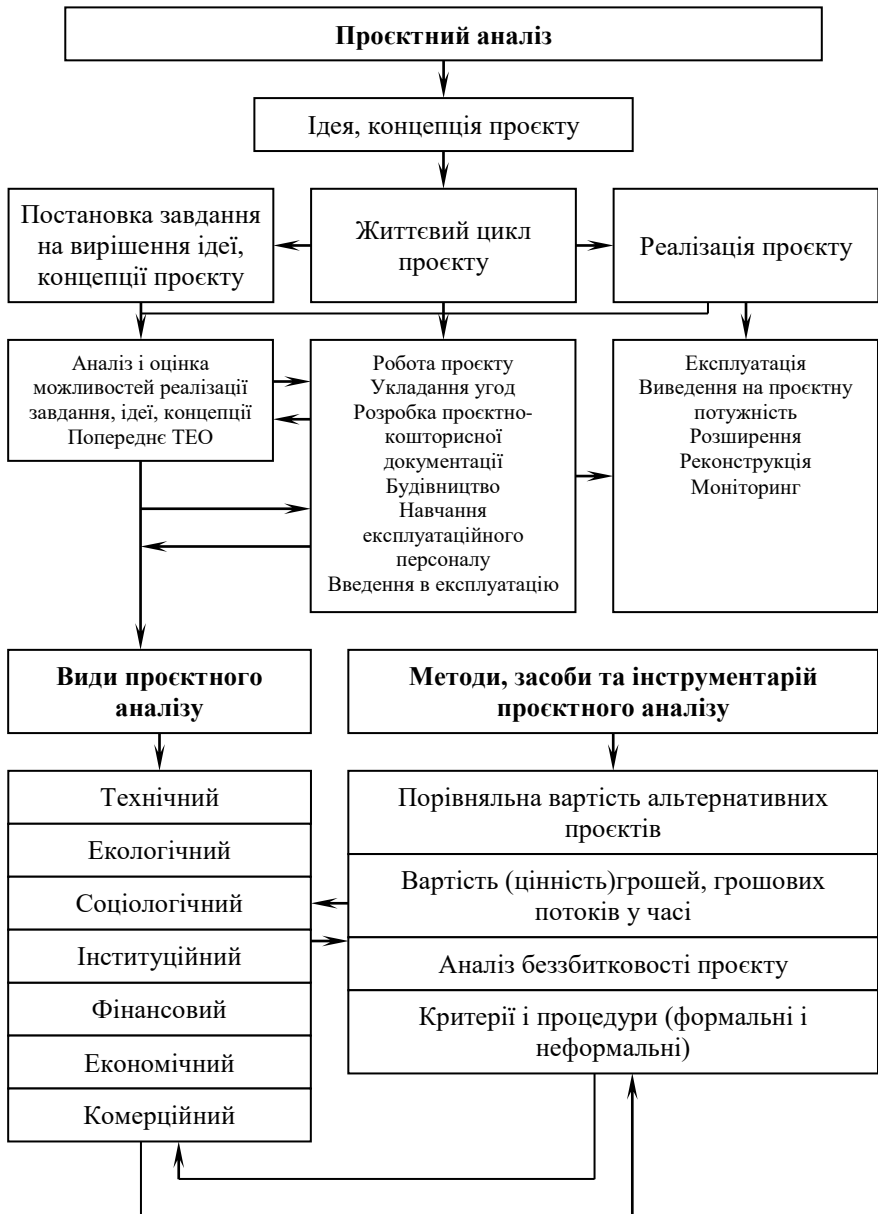 Проєктний аналіз
Ідея, концепція проєкту
Постановка завдання
на вирішення ідеї,
концепції проєкту
Життєвий цикл
проєкту
Реалізація проєкту
Аналіз і оцінка
можливостей реалізації
завдання, ідеї, концепції
Попереднє ТЕО
Робота проєкту
Укладання угод
Розробка проєктно-
кошторисної
документації
Будівництво
Навчання
експлуатаційного
персоналу
Введення в експлуатацію
Експлуатація
Виведення на проєктну
потужність
Розширення
Реконструкція
Моніторинг
Види проєктного
аналізу
Методи, засоби та інструментарій
проєктного аналізу
Технічний
Екологічний
Соціологічний
Інституційний
Фінансовий
Економічний
Комерційний
Порівняльна вартість альтернативних
проєктів
Вартість (цінність)грошей, грошових
потоків у часі
Аналіз беззбитковості проєкту
Критерії і процедури (формальні і
неформальні)